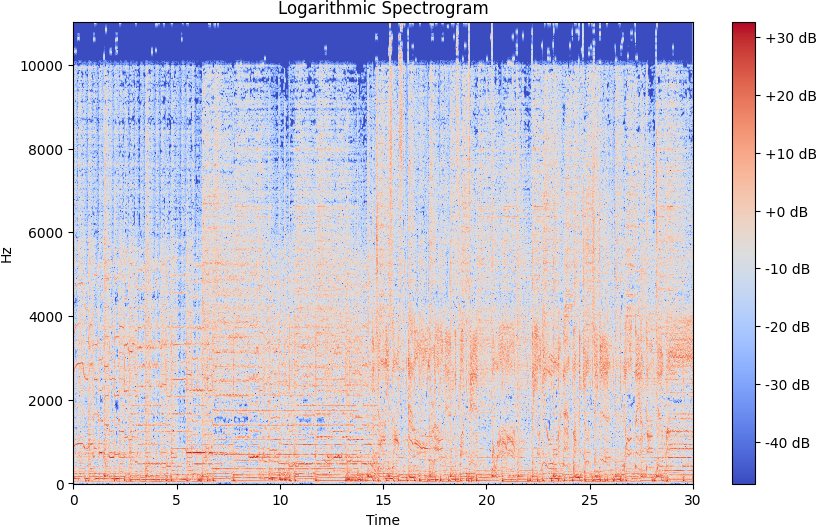 Logarithmic Spectrogram
Hz
10000
8000
6000
4000
2000
0
0 5 10 15 20 25 30
Time
+30 dB
+20 dB
+10 dB
+0 dB
-10 dB
-20 dB
-30 dB
-40 dB